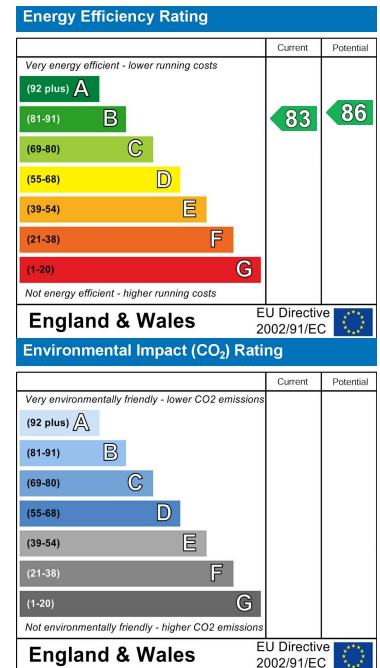 Energy Efficiency Rating
Current Potential
Very energy efficient - lower running costs
(92 plus) A
(81-91) B
83 86
(69-80) C
(55-68) D
(39-54) E
(21-38) F
(1-20) G
Not energy efficient - higher running costs
England & Wales
EU Directive
2002/91/EC
Environmental Impact (CO₂) Rating
Current Potential
Very environmentally friendly - lower CO2 emissions
(92 plus) A
(81-91) B
(69-80) C
(55-68) D
(39-54) E
(21-38) F
(1-20) G
Not environmentally friendly - higher CO2 emissions
England & Wales
EU Directive
2002/91/EC